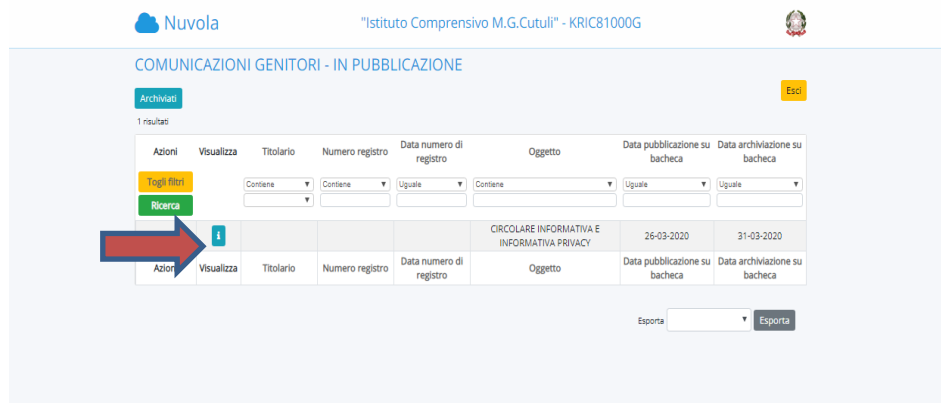 Nuvola
"Istituto Comprensivo M.G.Cutuli" - KRIC81000G
COMUNICAZIONI GENITORI - IN PUBBLICAZIONE
Archiviati
Esci
1 risultati
Azioni Visualizza Titolario Numero registro Data numero di registro Oggetto Data pubblicazione su bacheca Data archiviazione su bacheca
Togli filtri Contiene Contiene Uguale Contiene Uguale Uguale
Ricerca
i CIRCOLARE INFORMATIVA E INFORMATIVA PRIVACY 26-03-2020 31-03-2020
Visualizza Titolario Numero registro Data numero di registro Oggetto Data pubblicazione su bacheca Data archiviazione su bacheca
Esporta Esporta